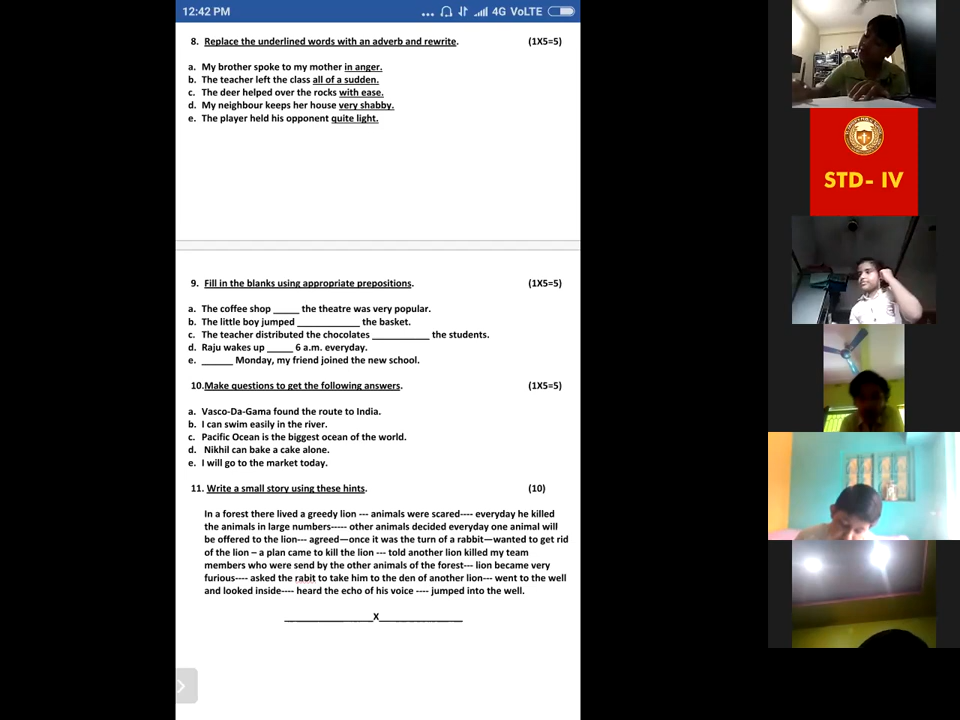 12:42 PM ... 4G VoLTE
8. Replace the underlined words with an adverb and rewrite. (1X5=5)
a. My brother spoke to my mother in anger.
b. The teacher left the class all of a sudden.
c. The deer helped over the rocks with ease.
d. My neighbour keeps her house very shabby.
e. The player held his opponent quite light.
9. Fill in the blanks using appropriate prepositions. (1X5=5)
a. The coffee shop _____ the theatre was very popular.
b. The little boy jumped ____________ the basket.
c. The teacher distributed the chocolates ___________ the students.
d. Raju wakes up _____ 6 a.m. everyday.
e. ______ Monday, my friend joined the new school.
10.Make questions to get the following answers. (1X5=5)
a. Vasco-Da-Gama found the route to India.
b. I can swim easily in the river.
c. Pacific Ocean is the biggest ocean of the world.
d. Nikhil can bake a cake alone.
e. I will go to the market today.
11. Write a small story using these hints. (10)
In a forest there lived a greedy lion --- animals were scared---- everyday he killed
the animals in large numbers----- other animals decided everyday one animal will
be offered to the lion--- agreed—once it was the turn of a rabbit—wanted to get rid
of the lion – a plan came to kill the lion --- told another lion killed my team
members who were send by the other animals of the forest--- lion became very
furious---- asked the rabit to take him to the den of another lion--- went to the well
and looked inside---- heard the echo of his voice ---- jumped into the well.
_________________X________________
STD- IV